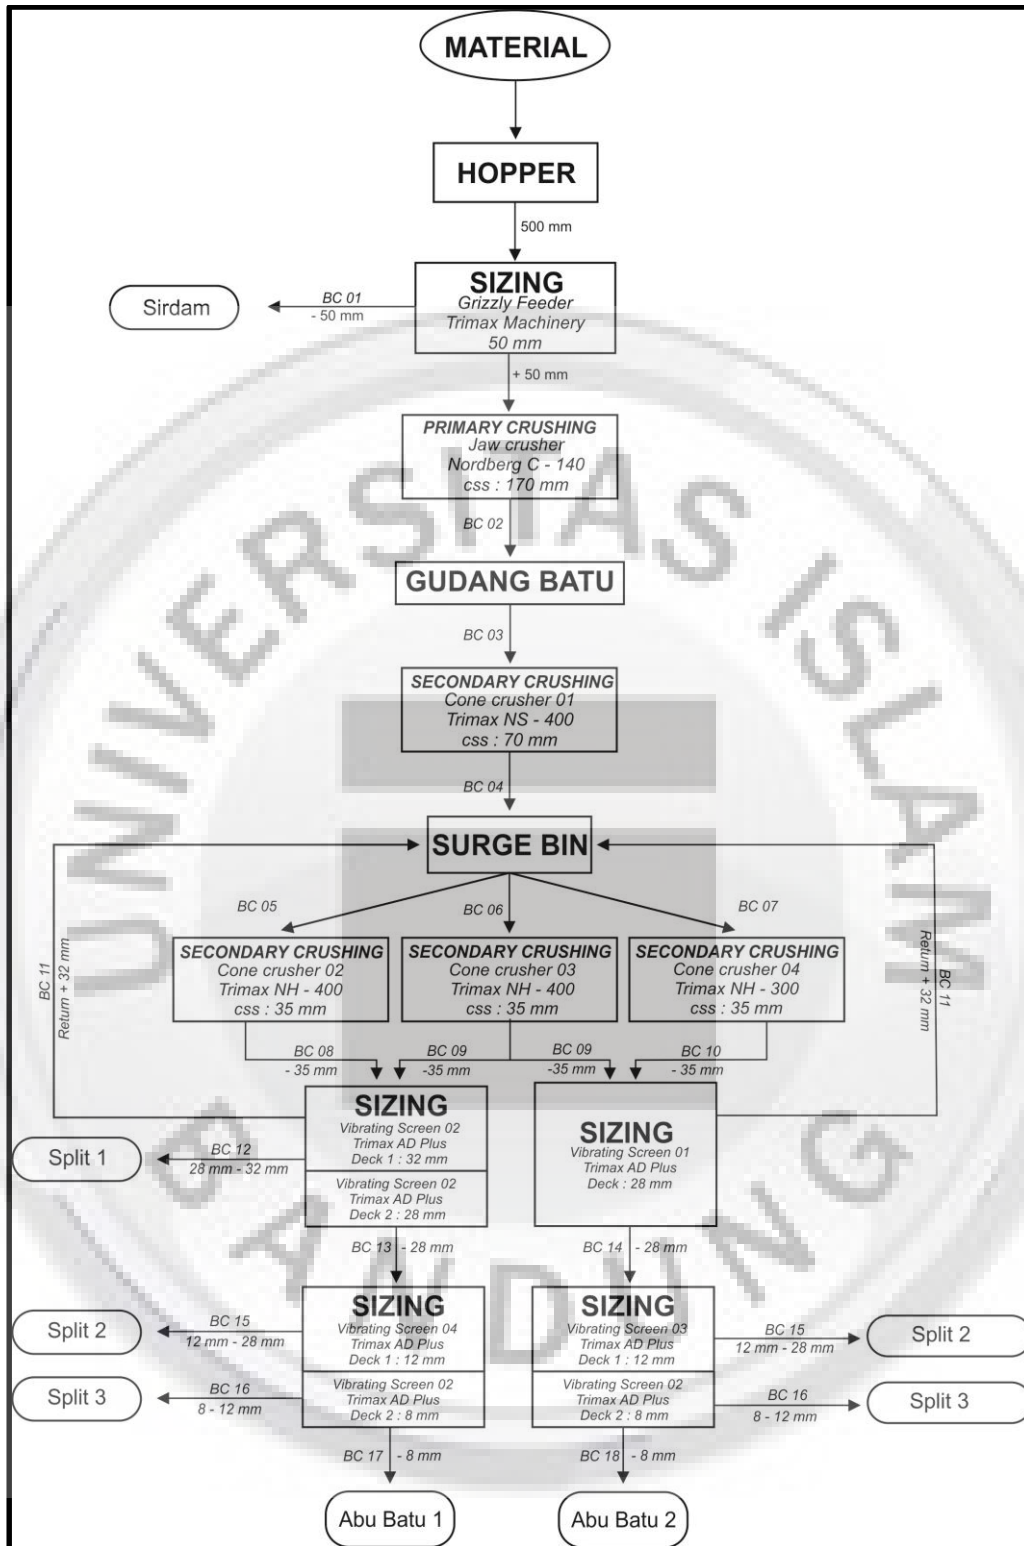 MATERIAL
HOPPER
500 mm
SIZING
Grizzly Feeder
Trimax Machinery
50 mm
BC 01
- 50 mm
Sirdam
+ 50 mm
PRIMARY CRUSHING
Jaw crusher
Nordberg C - 140
css : 170 mm
BC 02
GUDANG BATU
BC 03
SECONDARY CRUSHING
Cone crusher 01
Trimax NS - 400
css : 70 mm
BC 04
SURGE BIN
BC 05
BC 06
BC 07
BC 11
Return + 32 mm
SECONDARY CRUSHING
Cone crusher 02
Trimax NH - 400
css : 35 mm
SECONDARY CRUSHING
Cone crusher 03
Trimax NH - 400
css : 35 mm
SECONDARY CRUSHING
Cone crusher 04
Trimax NH - 300
css : 35 mm
BC 11
Return + 32 mm
BC 08
- 35 mm
BC 09
-35 mm
BC 09
-35 mm
BC 10
- 35 mm
SIZING
Vibrating Screen 02
Trimax AD Plus
Deck 1 : 32 mm
Vibrating Screen 02
Trimax AD Plus
Deck 2 : 28 mm
SIZING
Vibrating Screen 01
Trimax AD Plus
Deck : 28 mm
BC 12
28 mm - 32 mm
Split 1
BC 13 - 28 mm
BC 14 - 28 mm
SIZING
Vibrating Screen 04
Trimax AD Plus
Deck 1 : 12 mm
Vibrating Screen 02
Trimax AD Plus
Deck 2 : 8 mm
SIZING
Vibrating Screen 03
Trimax AD Plus
Deck 1 : 12 mm
Vibrating Screen 02
Trimax AD Plus
Deck 2 : 8 mm
BC 15
12 mm - 28 mm
Split 2
BC 16
8 - 12 mm
Split 3
BC 15
12 mm - 28 mm
Split 2
BC 16
8 - 12 mm
Split 3
BC 17 - 8 mm
BC 18 - 8 mm
Abu Batu 1
Abu Batu 2
UNIVERSITAS ISLAM
BANDUNG